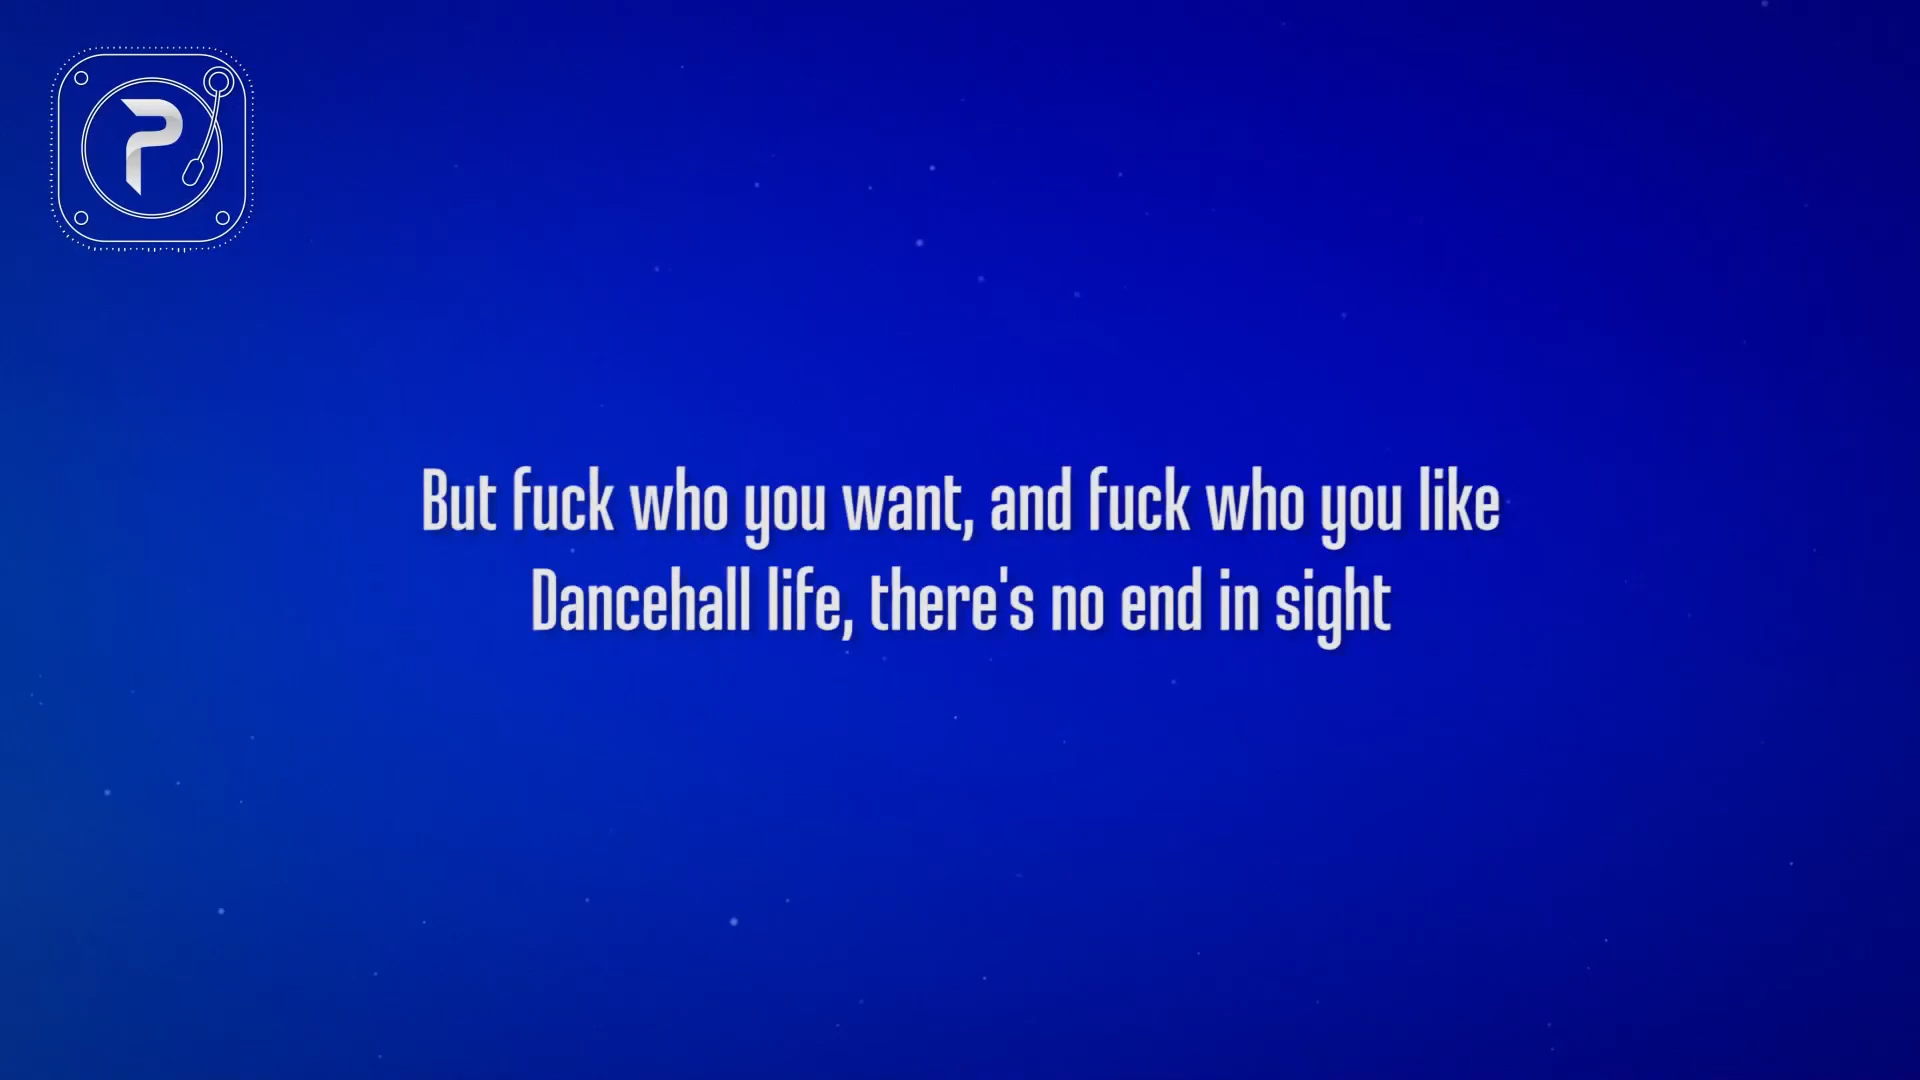 P
But fuck who you want, and fuck who you like
Dancehall life, there's no end in sight